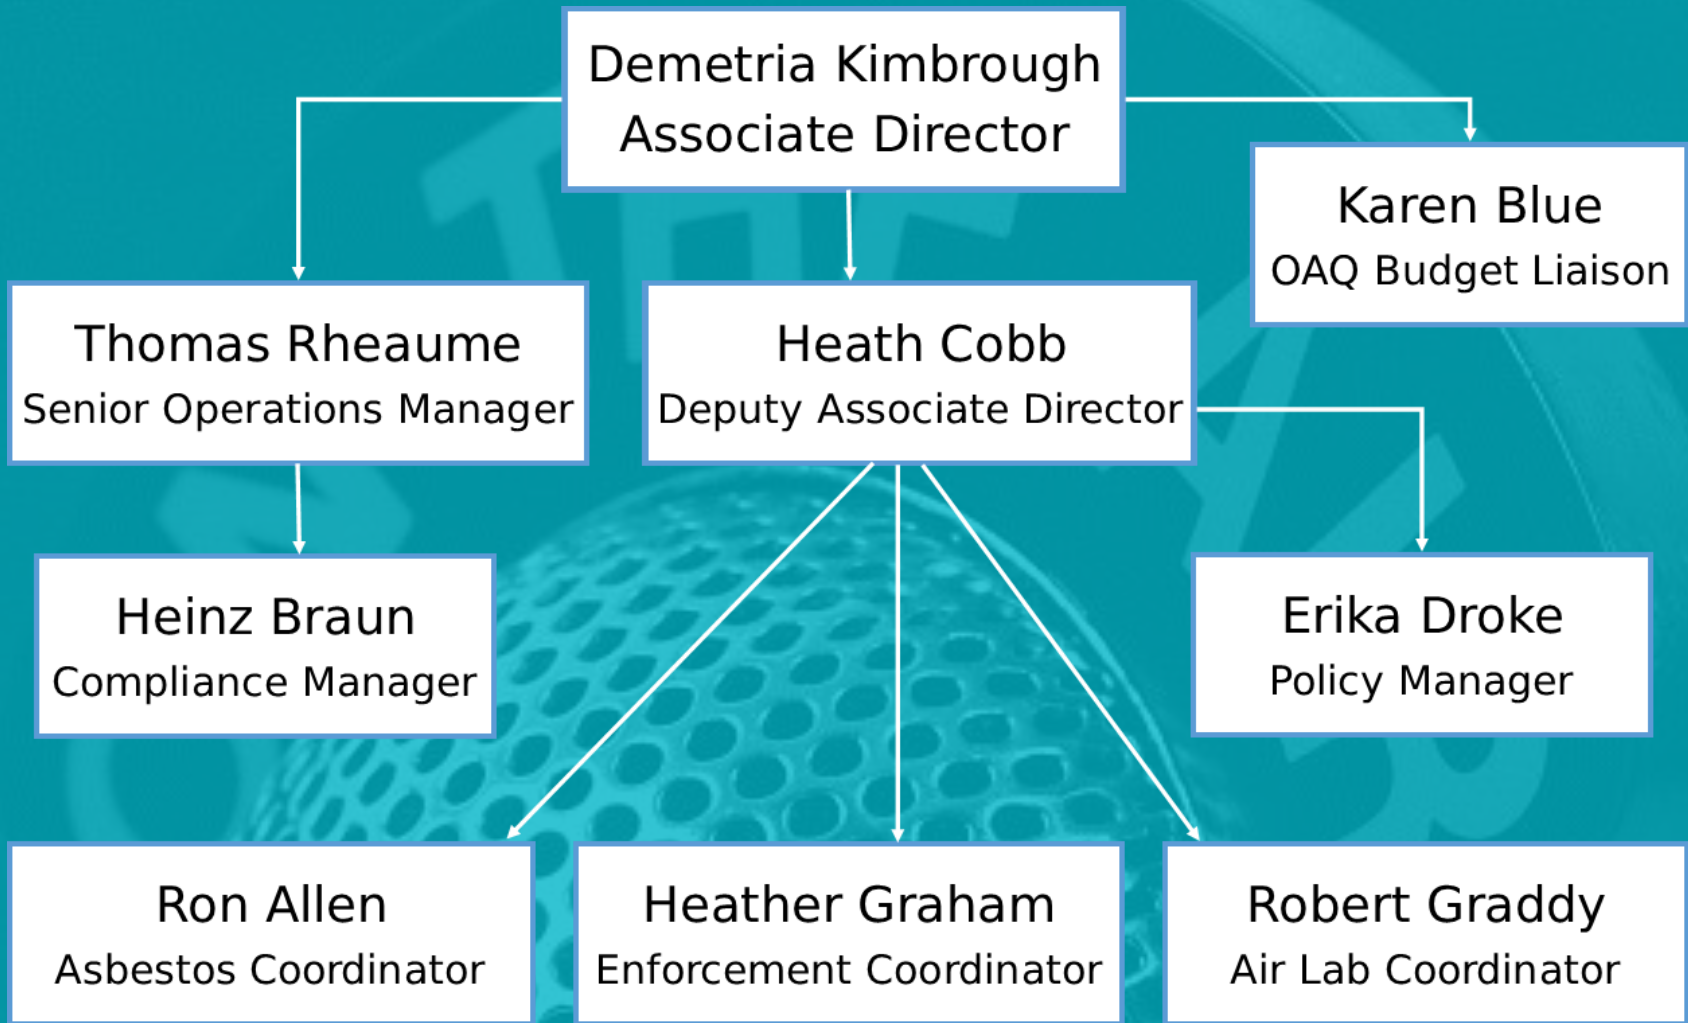 Demetria Kimbrough
Associate Director
Karen Blue
OAQ Budget Liaison
Thomas Rheaume
Senior Operations Manager
Heath Cobb
Deputy Associate Director
Heinz Braun
Compliance Manager
Erika Droke
Policy Manager
Ron Allen
Asbestos Coordinator
Heather Graham
Enforcement Coordinator
Robert Graddy
Air Lab Coordinator